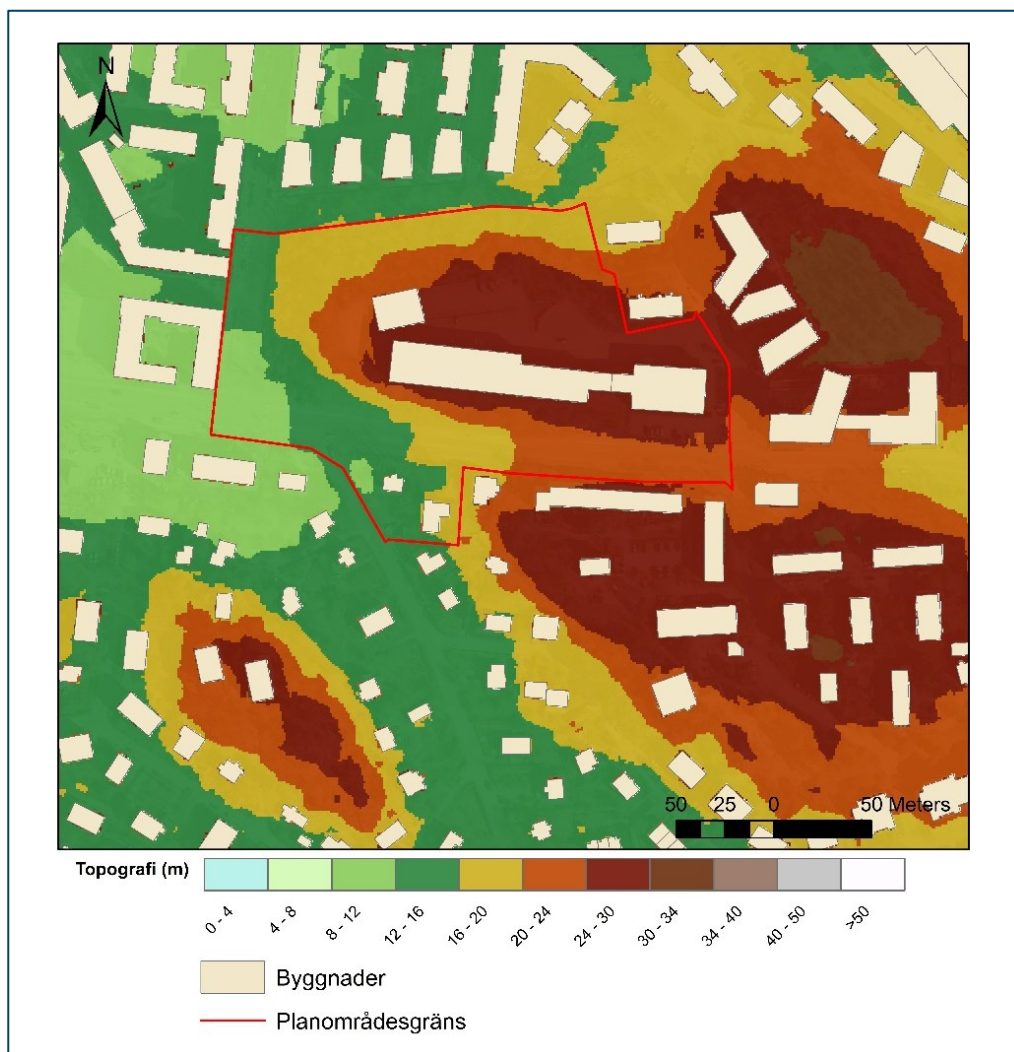 N
50 25 0 50 Meters
Topografi (m)
0 - 4
4 - 8
8 - 12
12 - 16
16 - 20
20 - 24
24 - 30
30 - 34
34 - 40
40 - 50
>50
Byggnader
Planområdesgräns